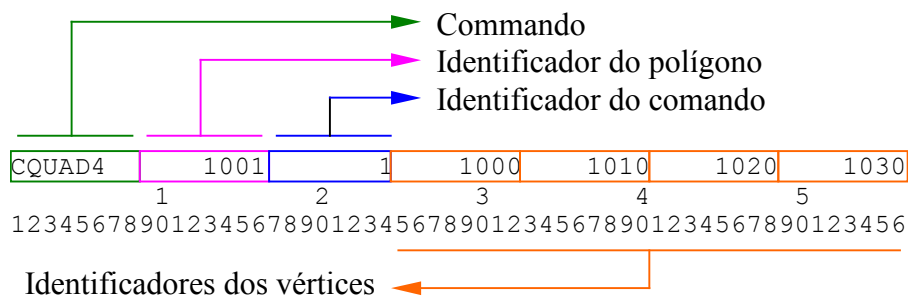 Commando
Identificador do polígono
Identificador do comando
CQUAD4 1001 1 1000 1010 1020 1030
1 2 3 4 5
12345678901234567890123456789012345678901234567890123456
Identificadores dos vértices